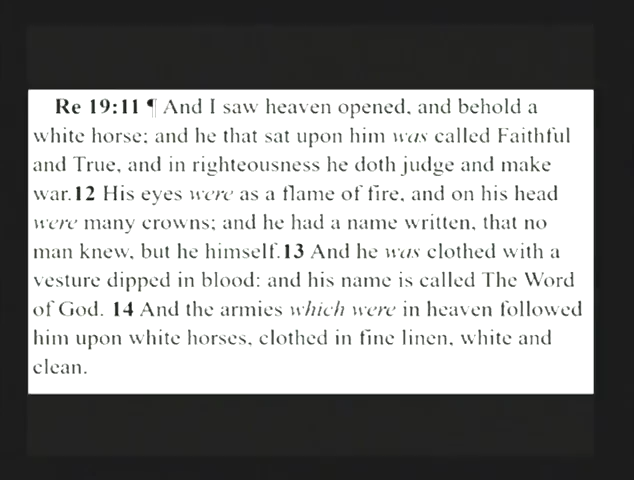 Re 19:11 ¶ And I saw heaven opened, and behold a
white horse; and he that sat upon him was called Faithful
and True, and in righteousness he doth judge and make
war.12 His eyes were as a flame of fire, and on his head
were many crowns; and he had a name written, that no
man knew, but he himself.13 And he was clothed with a
vesture dipped in blood: and his name is called The Word
of God. 14 And the armies which were in heaven followed
him upon white horses, clothed in fine linen, white and
clean.